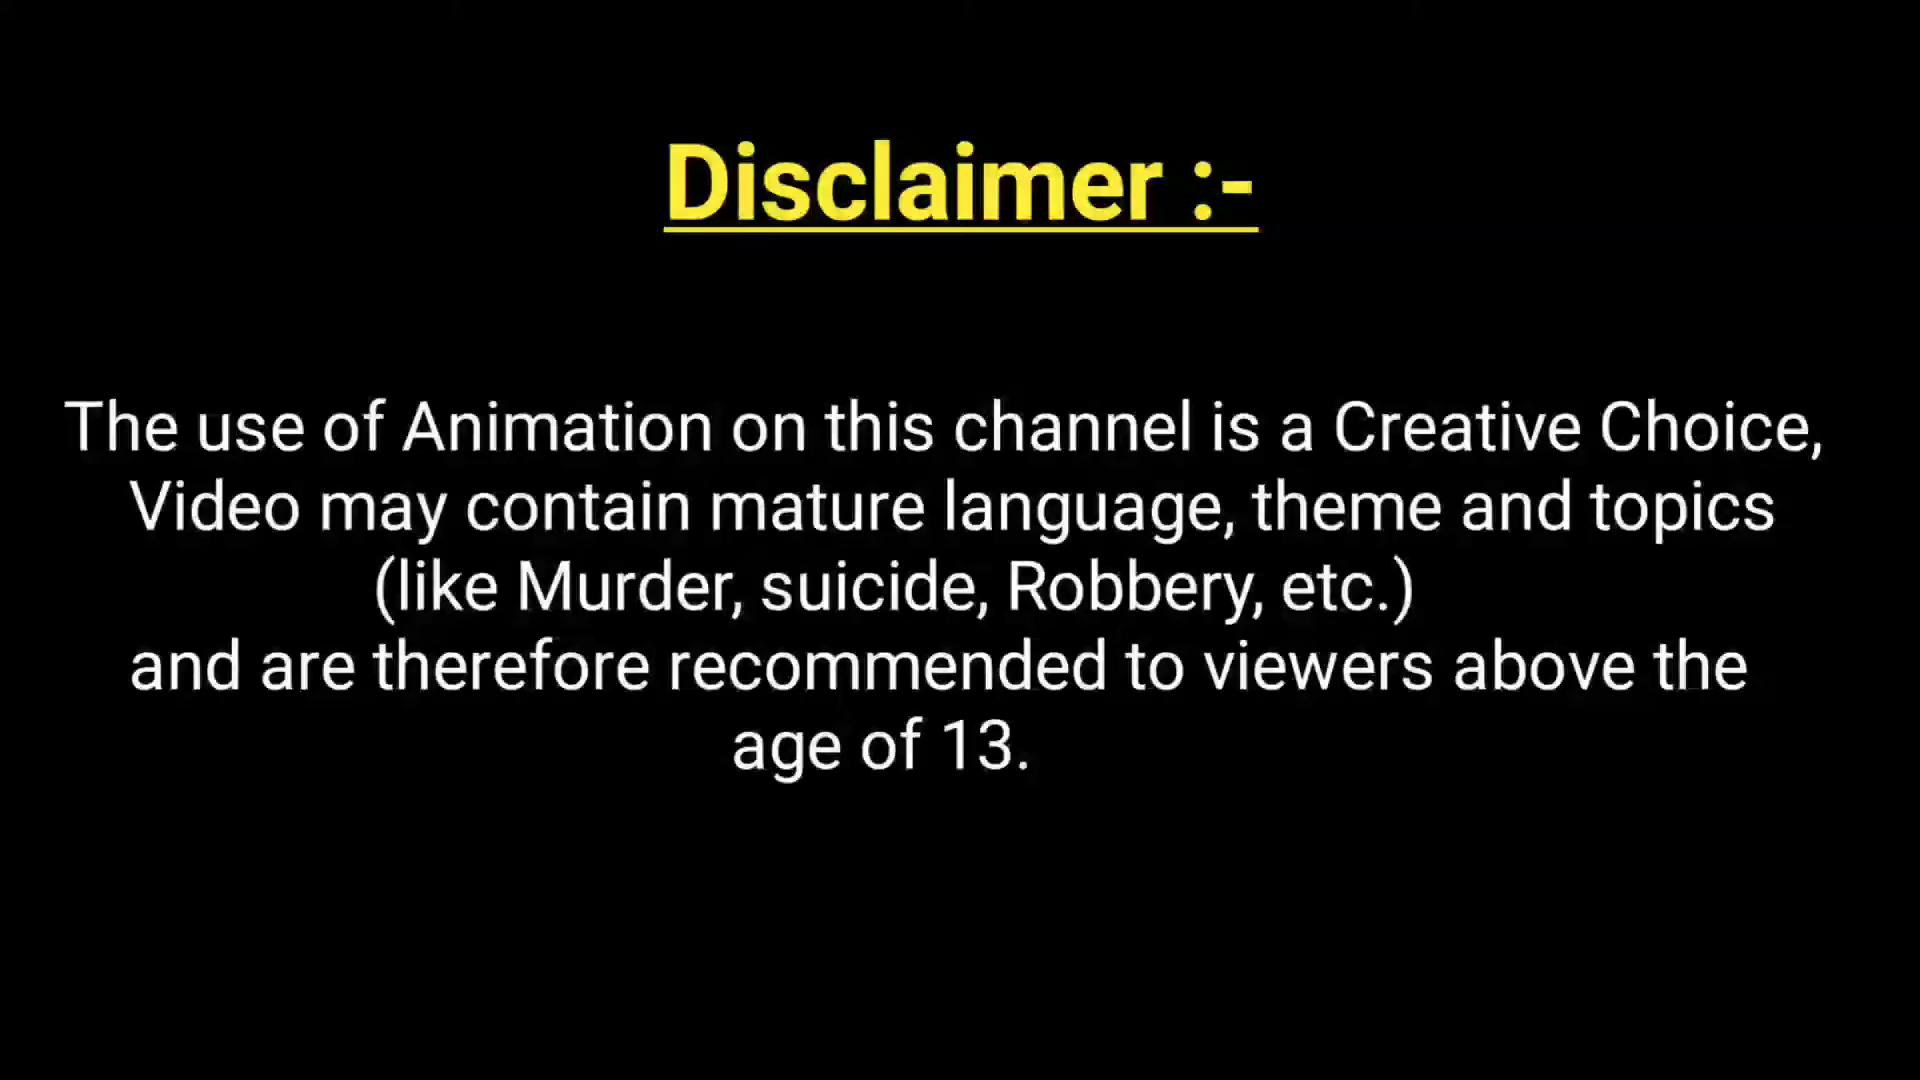 Disclaimer :-
The use of Animation on this channel is a Creative Choice,
Video may contain mature language, theme and topics
(like Murder, suicide, Robbery, etc.)
and are therefore recommended to viewers above the
age of 13.